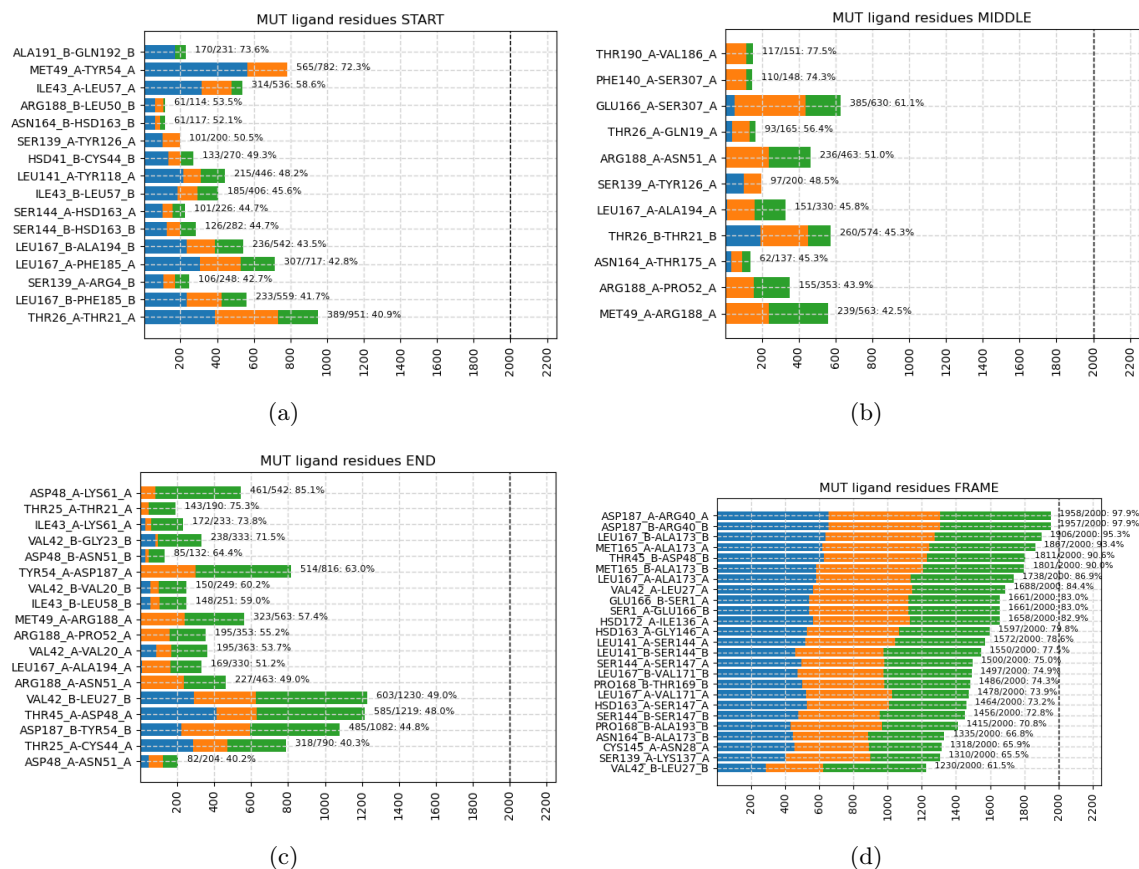 MUT ligand residues START
ALA191_B-GLN192_B 170/231: 73.6%
MET49_A-TYR54_A 565/782: 72.3%
ILE43_A-LEU57_A 314/536: 58.6%
ARG188_B-LEU50_B 61/114: 53.5%
ASN164_B-HSD163_B 61/117: 52.1%
SER139_A-TYR126_A 101/200: 50.5%
HSD41_B-CYS44_B 133/270: 49.3%
LEU141_A-TYR118_A 215/446: 48.2%
ILE43_B-LEU57_B 185/406: 45.6%
SER144_A-HSD163_A 101/226: 44.7%
SER144_B-HSD163_B 126/282: 44.7%
LEU167_B-ALA194_B 236/542: 43.5%
LEU167_A-PHE185_A 307/717: 42.8%
SER139_A-ARG4_B 106/248: 42.7%
LEU167_B-PHE185_B 233/559: 41.7%
THR26_A-THR21_A 389/951: 40.9%
200 400 600 800 1000 1200 1400 1600 1800 2000 2200
(a)
MUT ligand residues MIDDLE
THR190_A-VAL186_A 117/151: 77.5%
PHE140_A-SER307_A 110/148: 74.3%
GLU166_A-SER307_A 385/630: 61.1%
THR26_A-GLN19_A 93/165: 56.4%
ARG188_A-ASN51_A 236/463: 51.0%
SER139_A-TYR126_A 97/200: 48.5%
LEU167_A-ALA194_A 151/330: 45.8%
THR26_B-THR21_B 260/574: 45.3%
ASN164_A-THR175_A 62/137: 45.3%
ARG188_A-PRO52_A 155/353: 43.9%
MET49_A-ARG188_A 239/563: 42.5%
200 400 600 800 1000 1200 1400 1600 1800 2000 2200
(b)
MUT ligand residues END
ASP48_A-LYS61_A 461/542: 85.1%
THR25_A-THR21_A 143/190: 75.3%
ILE43_A-LYS61_A 172/233: 73.8%
VAL42_B-GLY23_B 238/333: 71.5%
ASP48_B-ASN51_B 85/132: 64.4%
TYR54_A-ASP187_A 514/816: 63.0%
VAL42_B-VAL20_B 150/249: 60.2%
ILE43_B-LEU58_B 148/251: 59.0%
MET49_A-ARG188_A 323/563: 57.4%
ARG188_A-PRO52_A 195/353: 55.2%
VAL42_A-VAL20_A 195/363: 53.7%
LEU167_A-ALA194_A 169/330: 51.2%
ARG188_A-ASN51_A 227/463: 49.0%
VAL42_B-LEU27_B 603/1230: 49.0%
THR45_A-ASP48_A 585/1219: 48.0%
ASP187_B-TYR54_B 485/1082: 44.8%
THR25_A-CYS44_A 318/790: 40.3%
ASP48_A-ASN51_A 82/204: 40.2%
200 400 600 800 1000 1200 1400 1600 1800 2000 2200
(c)
MUT ligand residues FRAME
ASP187_A-ARG40_A 1958/2000: 97.9%
ASP187_B-ARG40_B 1957/2000: 97.9%
LEU167_B-ALA173_B 1906/2000: 95.3%
MET165_A-ALA173_A 1867/2000: 93.4%
THR45_B-ASP48_B 1811/2000: 90.6%
MET165_B-ALA173_B 1801/2000: 90.0%
LEU167_A-ALA173_A 1738/2000: 86.9%
VAL42_A-LEU27_A 1688/2000: 84.4%
GLU166_B-SER1_A 1661/2000: 83.0%
SER1_A-GLU166_B 1661/2000: 83.0%
HSD172_A-ILE136_A 1658/2000: 82.9%
HSD163_A-GLY146_A 1597/2000: 79.8%
LEU141_A-SER144_A 1572/2000: 78.6%
LEU141_B-SER144_B 1550/2000: 77.5%
SER144_A-SER147_A 1500/2000: 75.0%
LEU167_B-VAL171_B 1497/2000: 74.9%
PRO168_B-THR169_B 1486/2000: 74.3%
LEU167_A-VAL171_A 1478/2000: 73.9%
HSD163_A-SER147_A 1464/2000: 73.2%
SER144_B-SER147_B 1456/2000: 72.8%
PRO168_B-ALA193_B 1415/2000: 70.8%
ASN164_B-ALA173_B 1335/2000: 66.8%
CYS145_A-ASN28_A 1318/2000: 65.9%
SER139_A-LYS137_A 1310/2000: 65.5%
VAL42_B-LEU27_B 1230/2000: 61.5%
200 400 600 800 1000 1200 1400 1600 1800 2000 2200
(d)